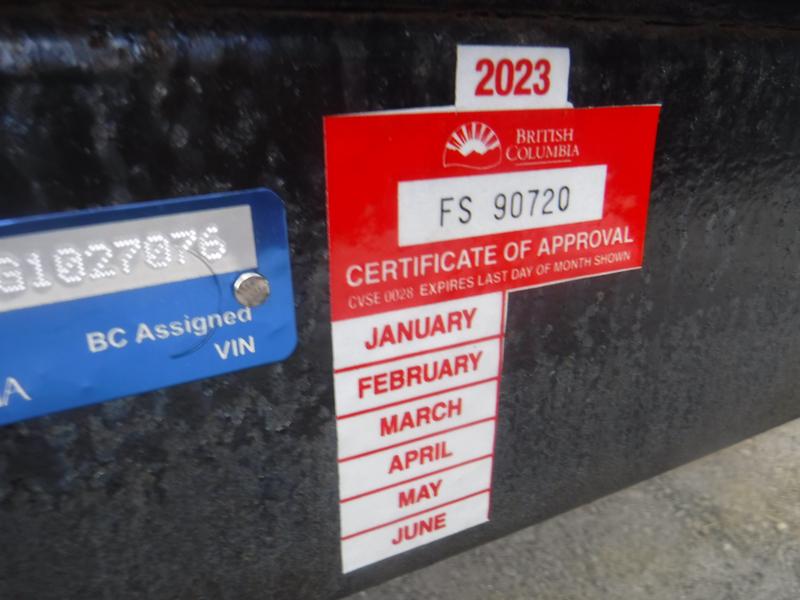 2023
BRITISH
COLUMBIA
FS 90720
CERTIFICATE OF APPROVAL
CVSE 0028 EXPIRES LAST DAY OF MONTH SHOWN
JANUARY
FEBRUARY
MARCH
APRIL
MAY
JUNE
G1027076
BC Assigned
VIN